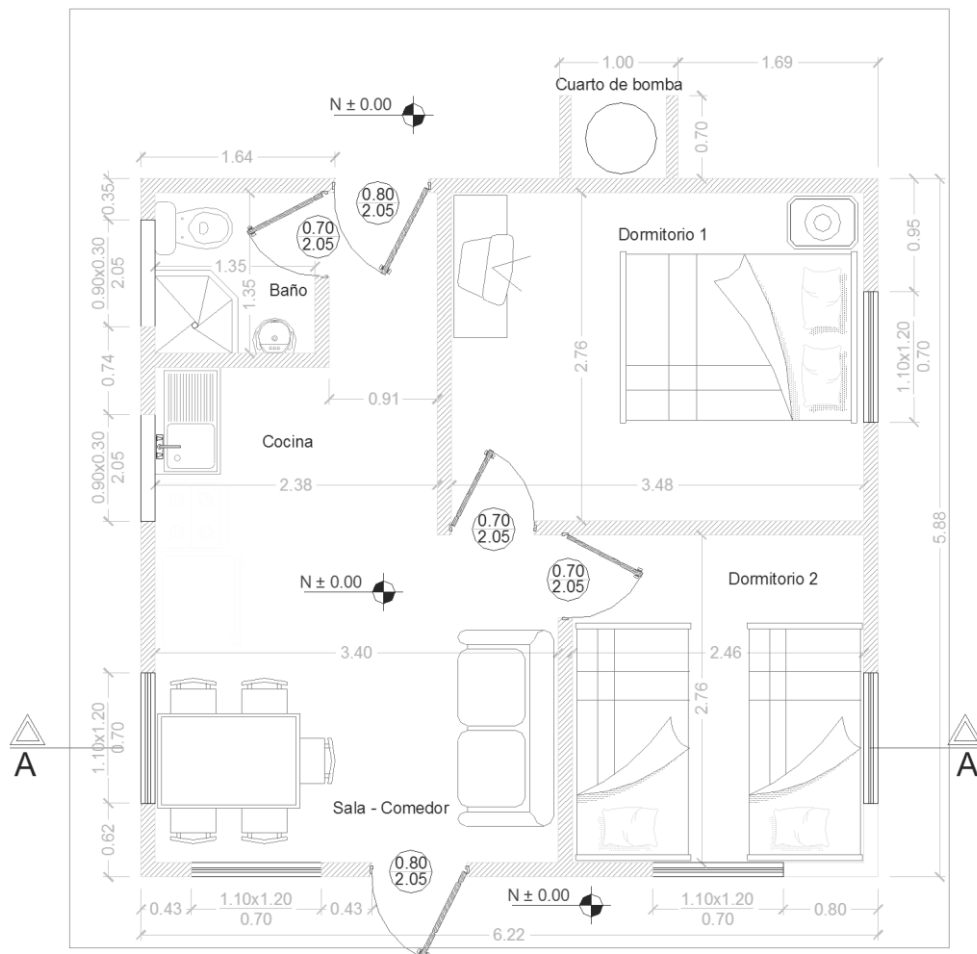 1.00
1.69
Cuarto de bomba
N ± 0.00
0.70
1.64
0.35
0.80
2.05
0.70
2.05
Dormitorio 1
0.95
0.90x0.30
2.05
1.35
1.35
Baño
1.10x1.20
0.70
0.74
2.76
0.91
Cocina
0.90x0.30
2.05
2.38
3.48
0.70
2.05
5.88
N ± 0.00
0.70
2.05
Dormitorio 2
3.40
2.46
2.76
1.10x1.20
0.70
A
A
0.62
Sala - Comedor
0.80
2.05
N ± 0.00
0.43
1.10x1.20
0.70
0.43
1.10x1.20
0.70
0.80
6.22